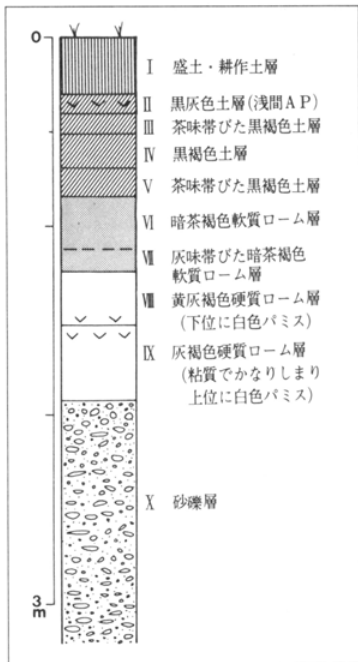 0
I 盛土・耕作土層
II 黒灰色土層(浅間AP)
III 茶味帯びた黒褐色土層
IV 黒褐色土層
V 茶味帯びた黒褐色土層
VI 暗茶褐色軟質ローム層
VII 灰味帯びた暗茶褐色
軟質ローム層
VIII 黄灰褐色硬質ローム層
(下位に白色パミス)
IX 灰褐色硬質ローム層
(粘質でかなりしまり
上位に白色パミス)
X 砂礫層
3
m